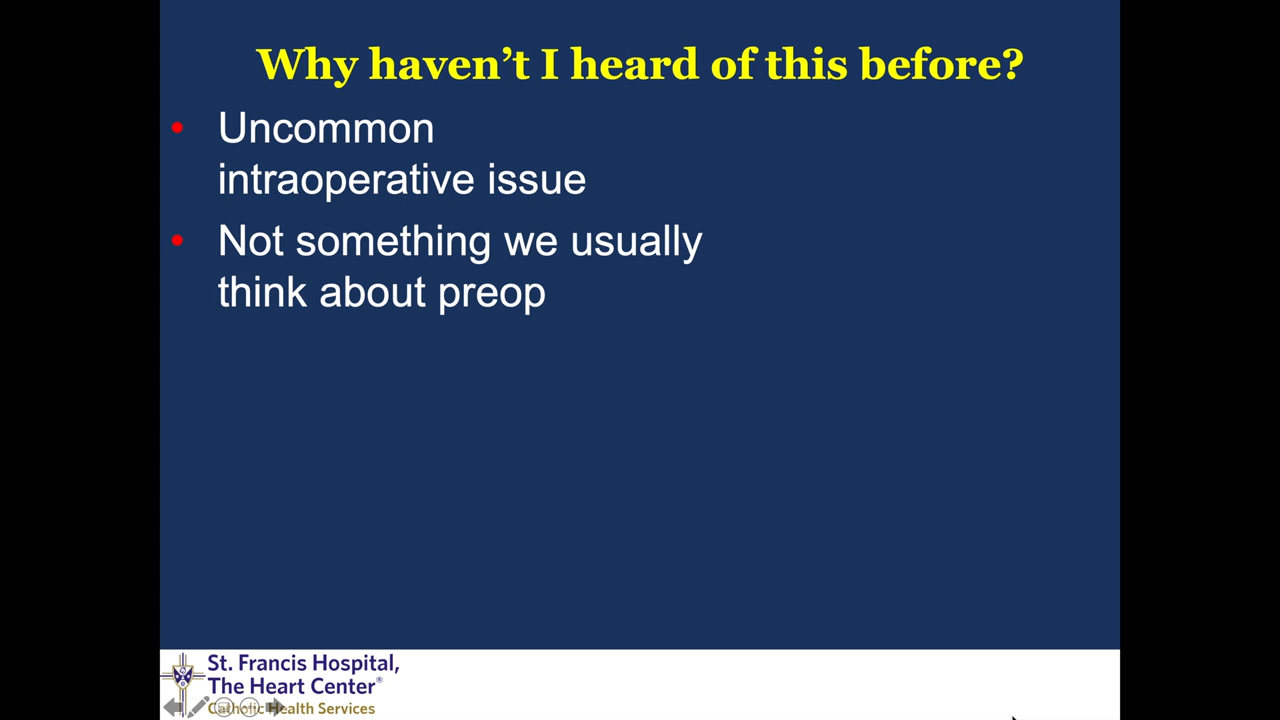 Why haven't I heard of this before?
• Uncommon
intraoperative issue
• Not something we usually
think about preop
St. Francis Hospital,
The Heart Center®
Catholic Health Services